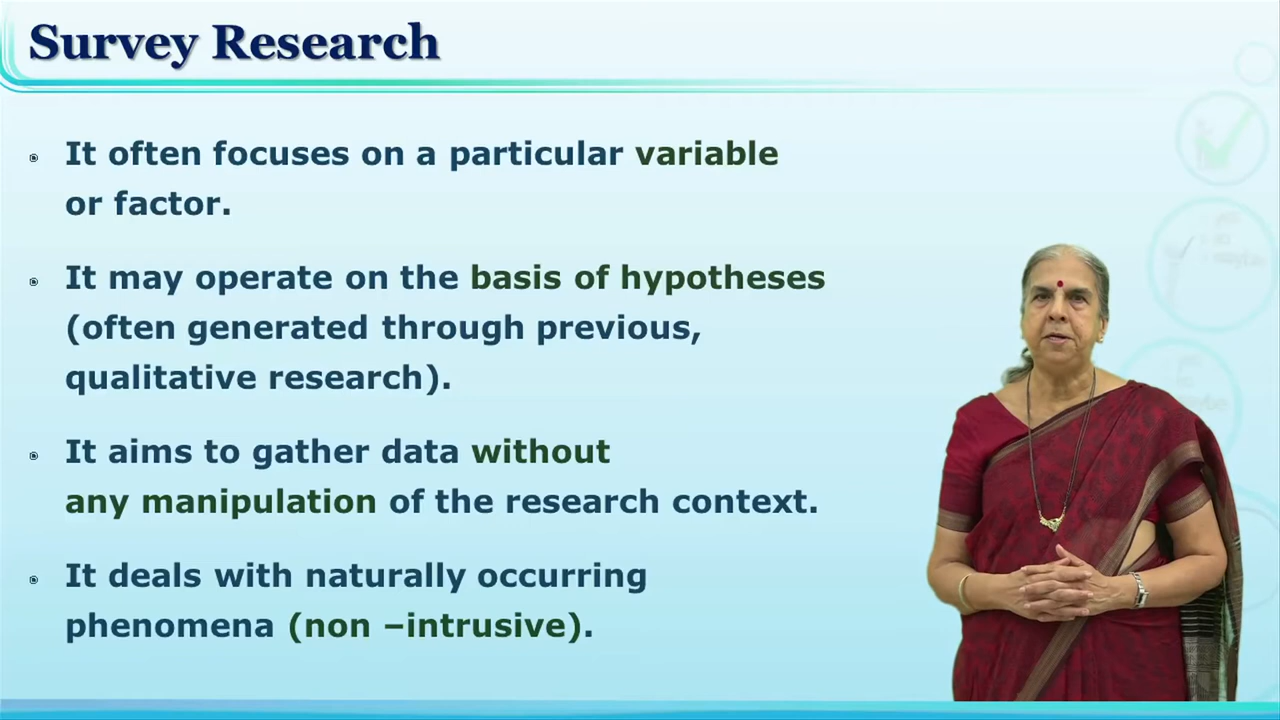 Survey Research
It often focuses on a particular variable
or factor.
It may operate on the basis of hypotheses
(often generated through previous,
qualitative research).
It aims to gather data without
any manipulation of the research context.
It deals with naturally occurring
phenomena (non –intrusive).